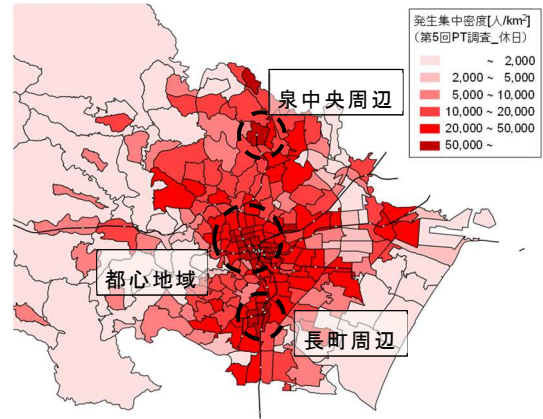 発生集中密度[人/km²]
(第5回PT調査_休日)
~ 2,000
2,000 ~ 5,000
5,000 ~ 10,000
10,000 ~ 20,000
20,000 ~ 50,000
50,000 ~
泉中央周辺
都心地域
長町周辺